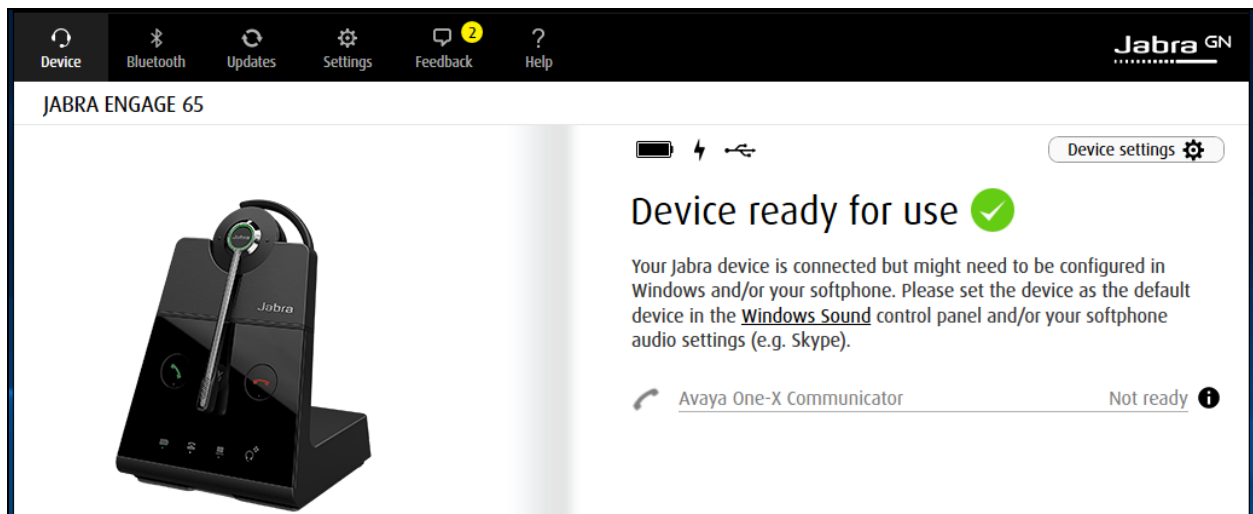 Device
Bluetooth
Updates
Settings
2
Feedback
?
Help
Jabra GN
JABRA ENGAGE 65
Device settings
Device ready for use
Your Jabra device is connected but might need to be configured in
Windows and/or your softphone. Please set the device as the default
device in the Windows Sound control panel and/or your softphone
audio settings (e.g. Skype).
Avaya One-X Communicator Not ready
Jabra
Jabra